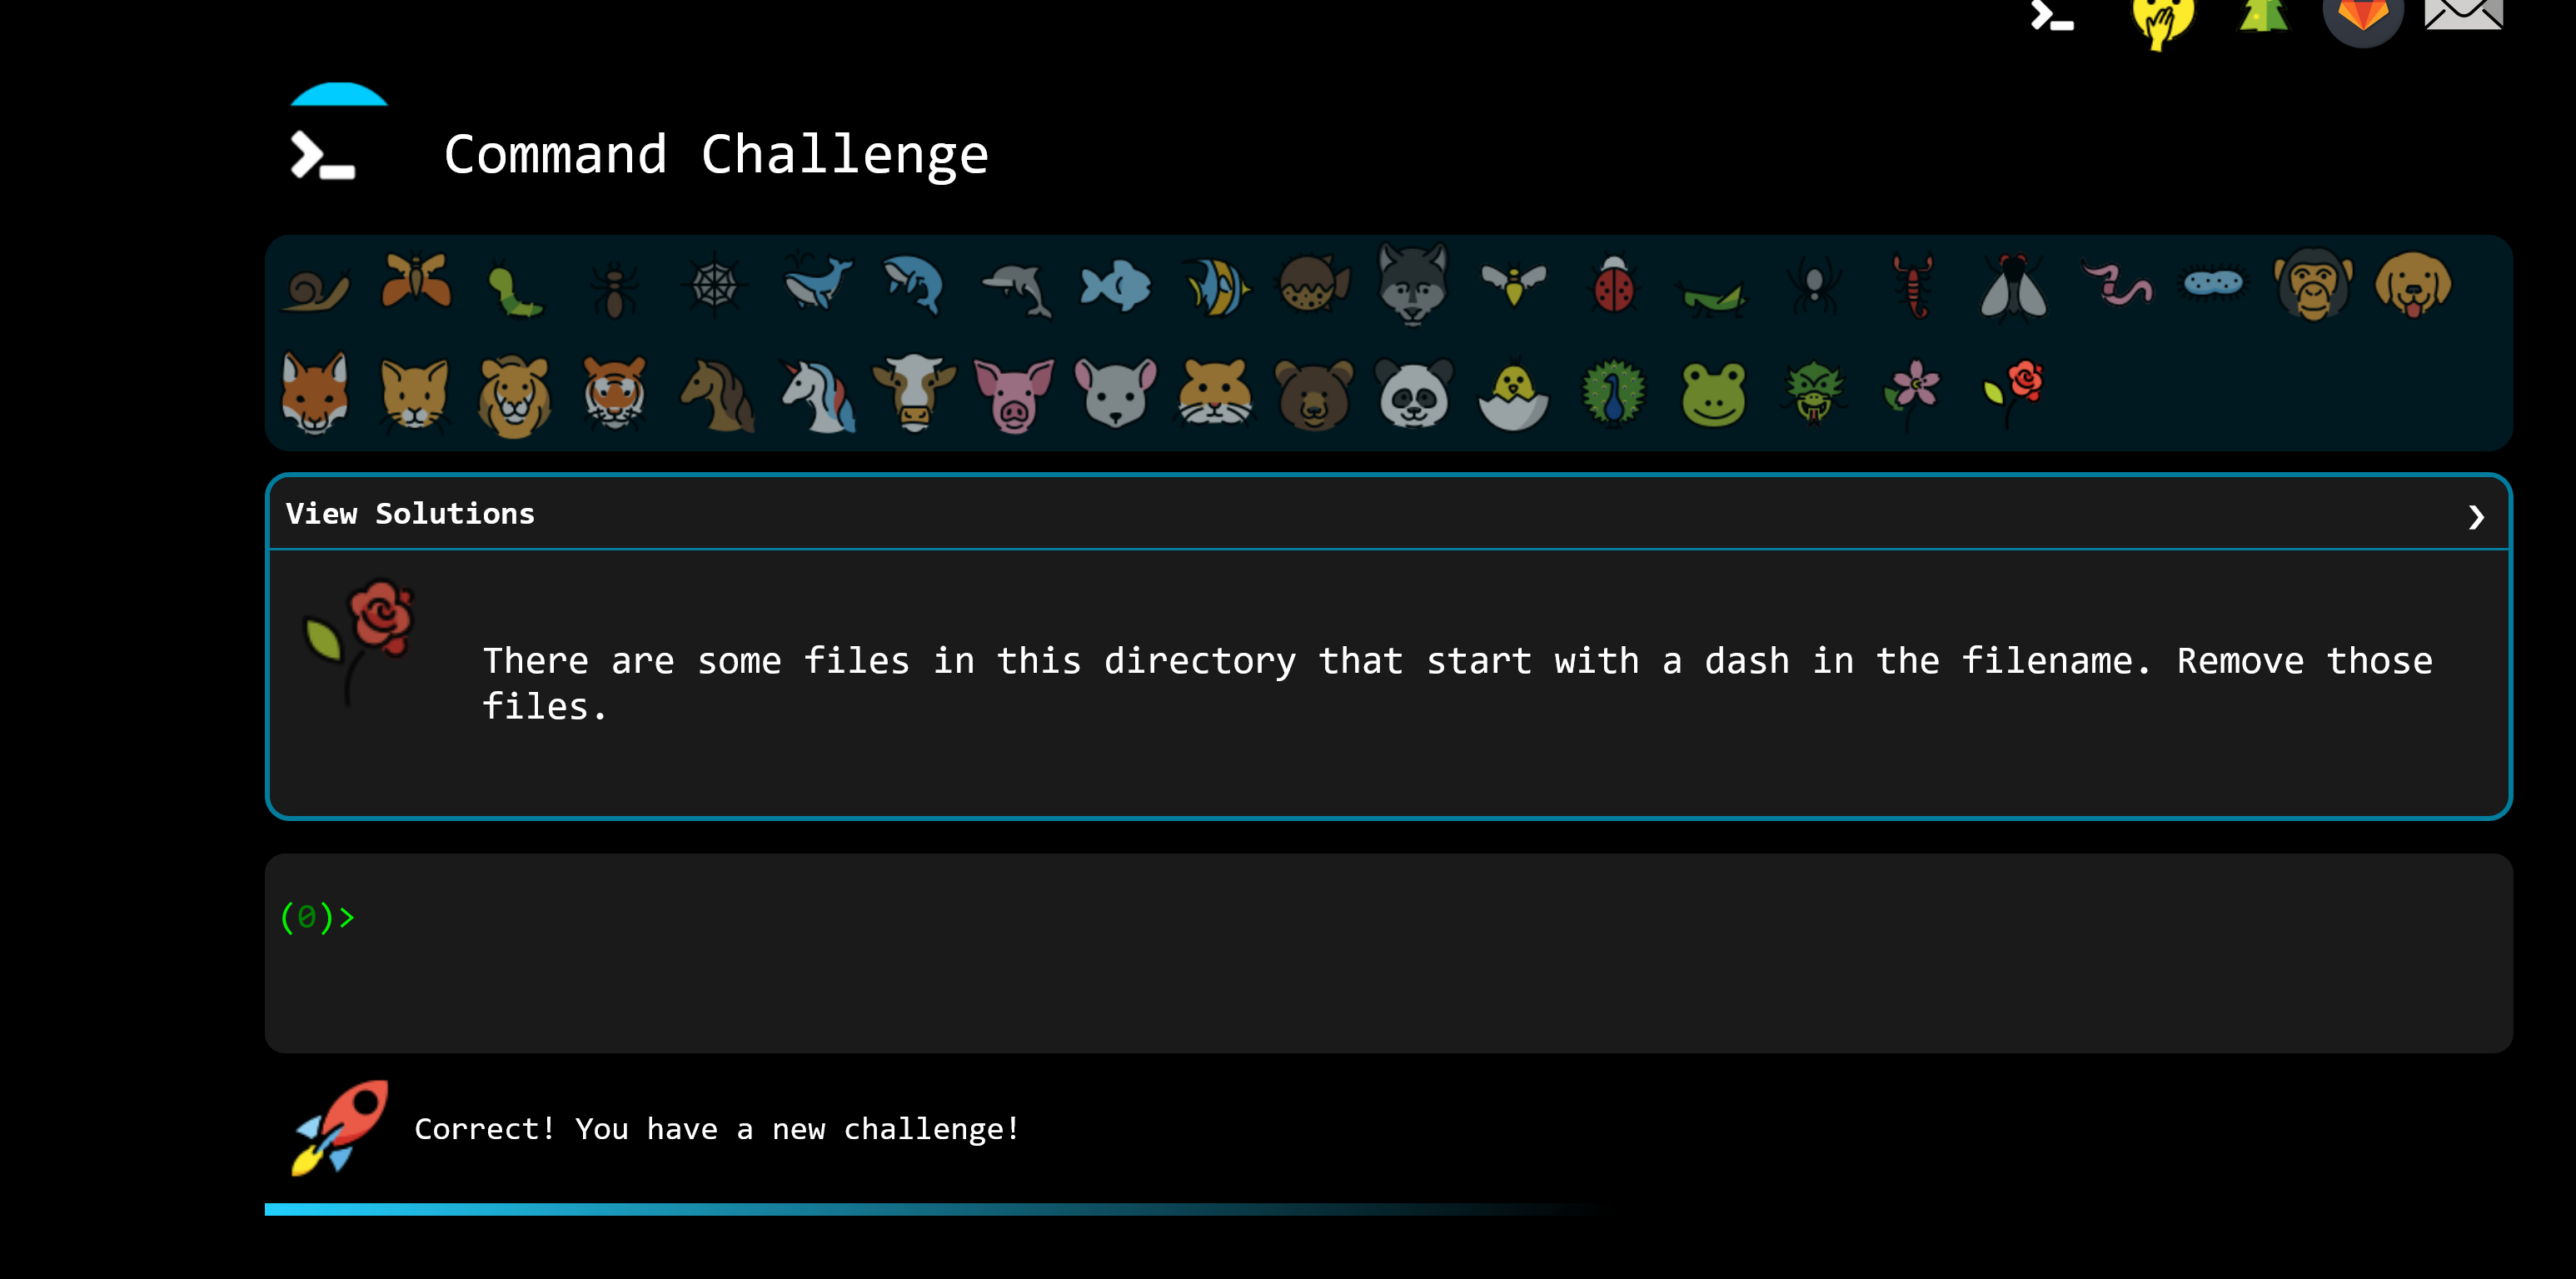 Command Challenge
View Solutions
There are some files in this directory that start with a dash in the filename. Remove those
files.
(0)>
Correct! You have a new challenge!